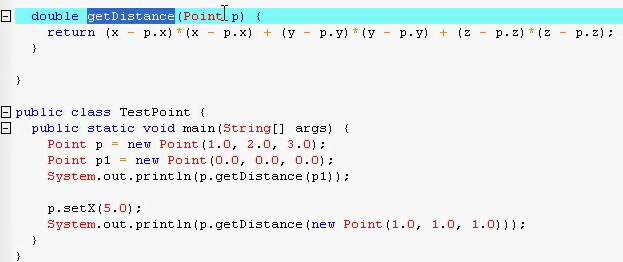 double getDistance(Point p) {
return (x - p.x)*(x - p.x) + (y - p.y)*(y - p.y) + (z - p.z)*(z - p.z);
}
}
public class TestPoint {
public static void main(String[] args) {
Point p = new Point(1.0, 2.0, 3.0);
Point p1 = new Point(0.0, 0.0, 0.0);
System.out.println(p.getDistance(p1));
p.setX(5.0);
System.out.println(p.getDistance(new Point(1.0, 1.0, 1.0)));
}
}